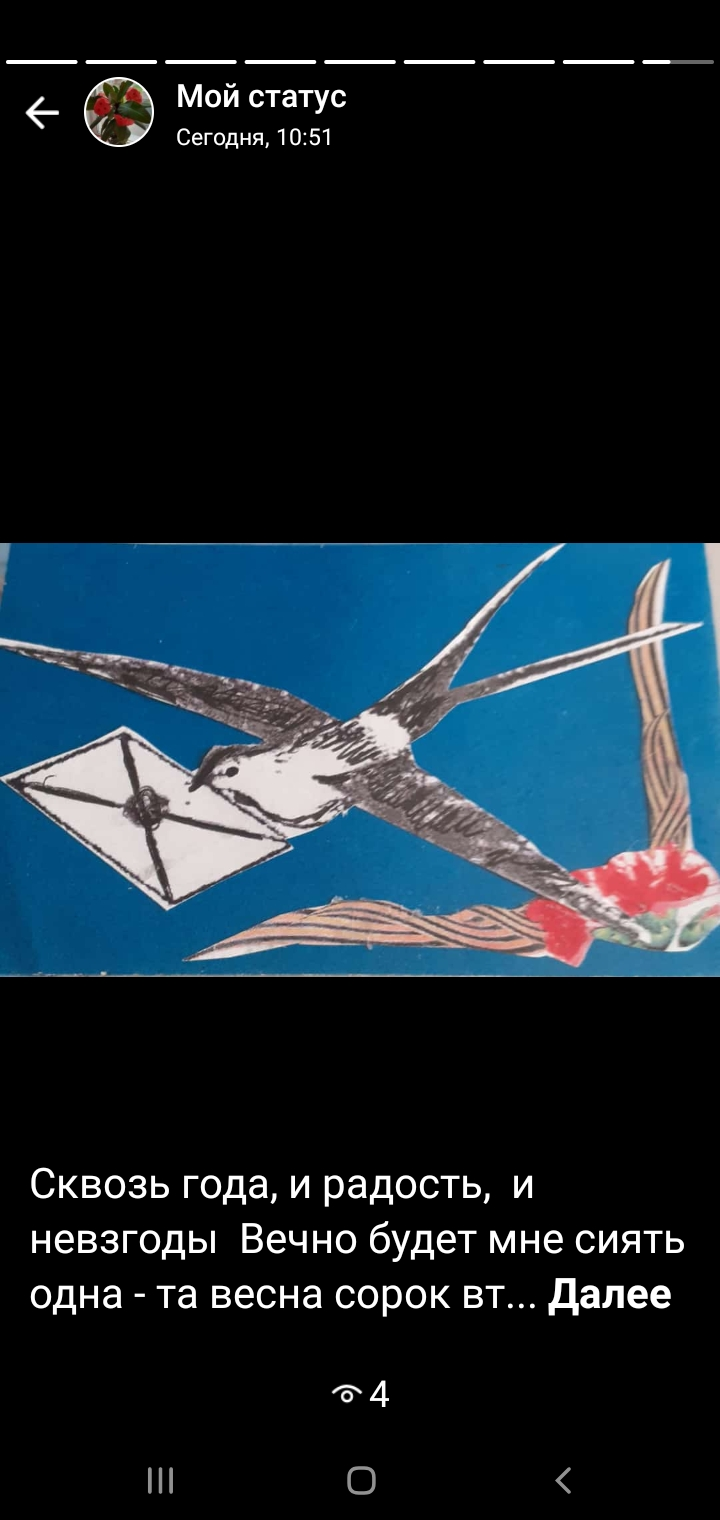 Мой статус
Сегодня, 10:51
Сквозь года, и радость,  и
невзгоды  Вечно будет мне сиять
одна - та весна сорок вт... Далее
4